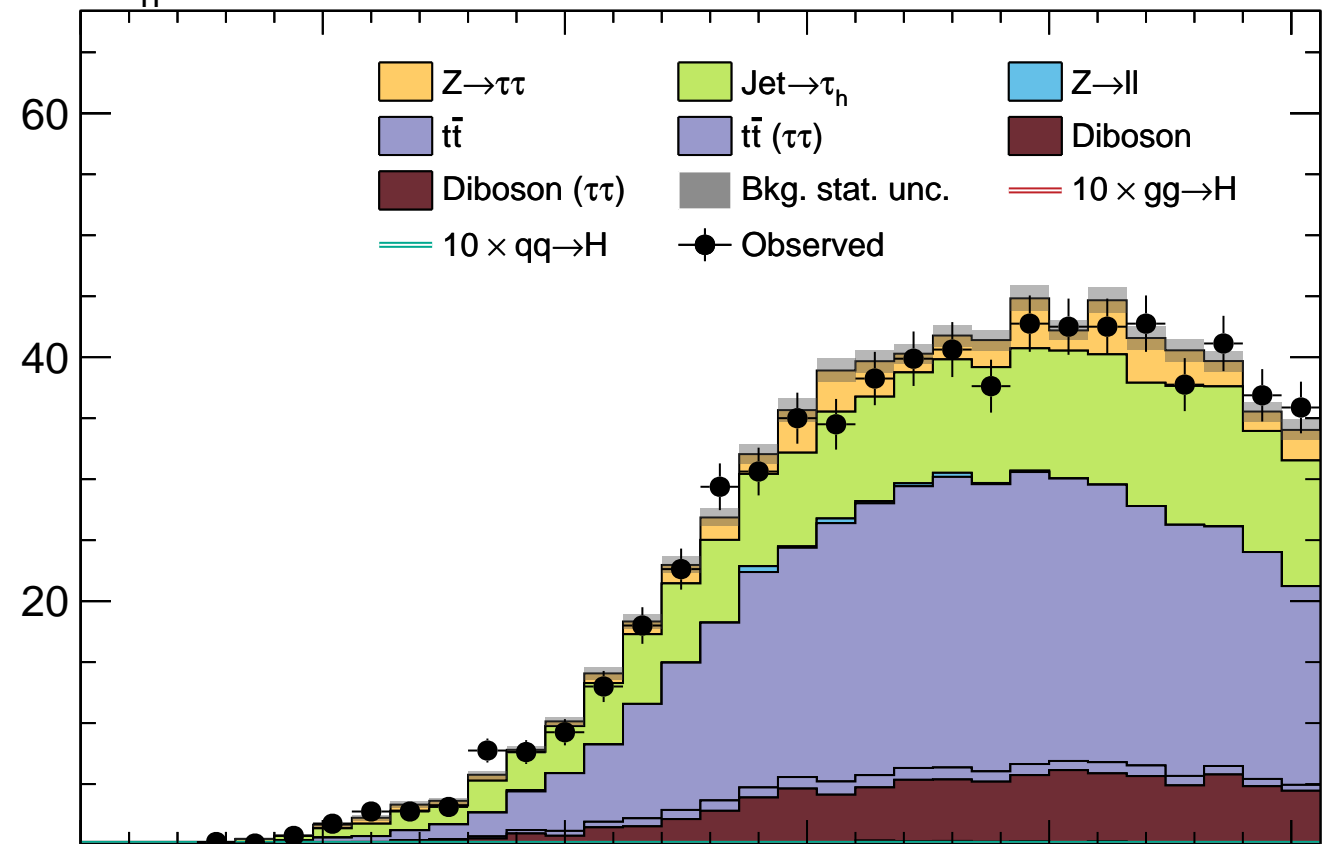 H
Z→ττ Jet→τh Z→ll
60
tt̄ tt̄ (ττ) Diboson
Diboson (ττ) Bkg. stat. unc. 10 × gg→H
10 × qq→H Observed
40
20